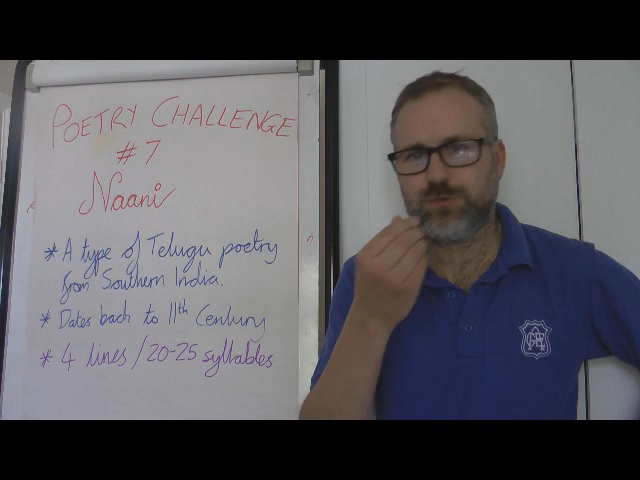 POETRY CHALLENGE
#7
Naani
* A type of Telugu poetry
from Southern India.
* Dates back to 11th Century
* 4 lines / 20-25 syllables